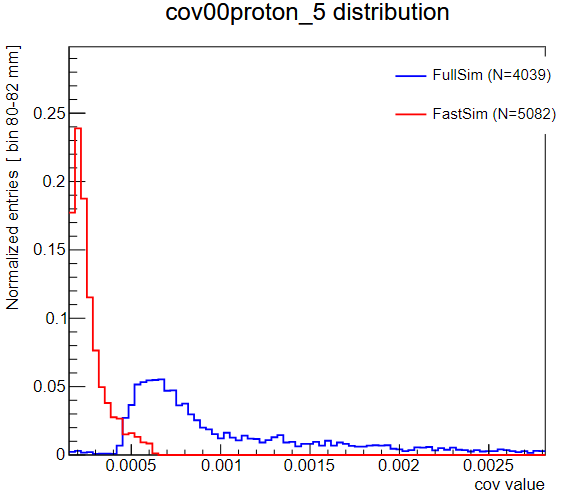 cov00proton_5 distribution
Normalized entries [ bin 80-82 mm]
FullSim (N=4039)
FastSim (N=5082)
0.25
0.2
0.15
0.1
0.05
0
0.0005 0.001 0.0015 0.002 0.0025
cov value